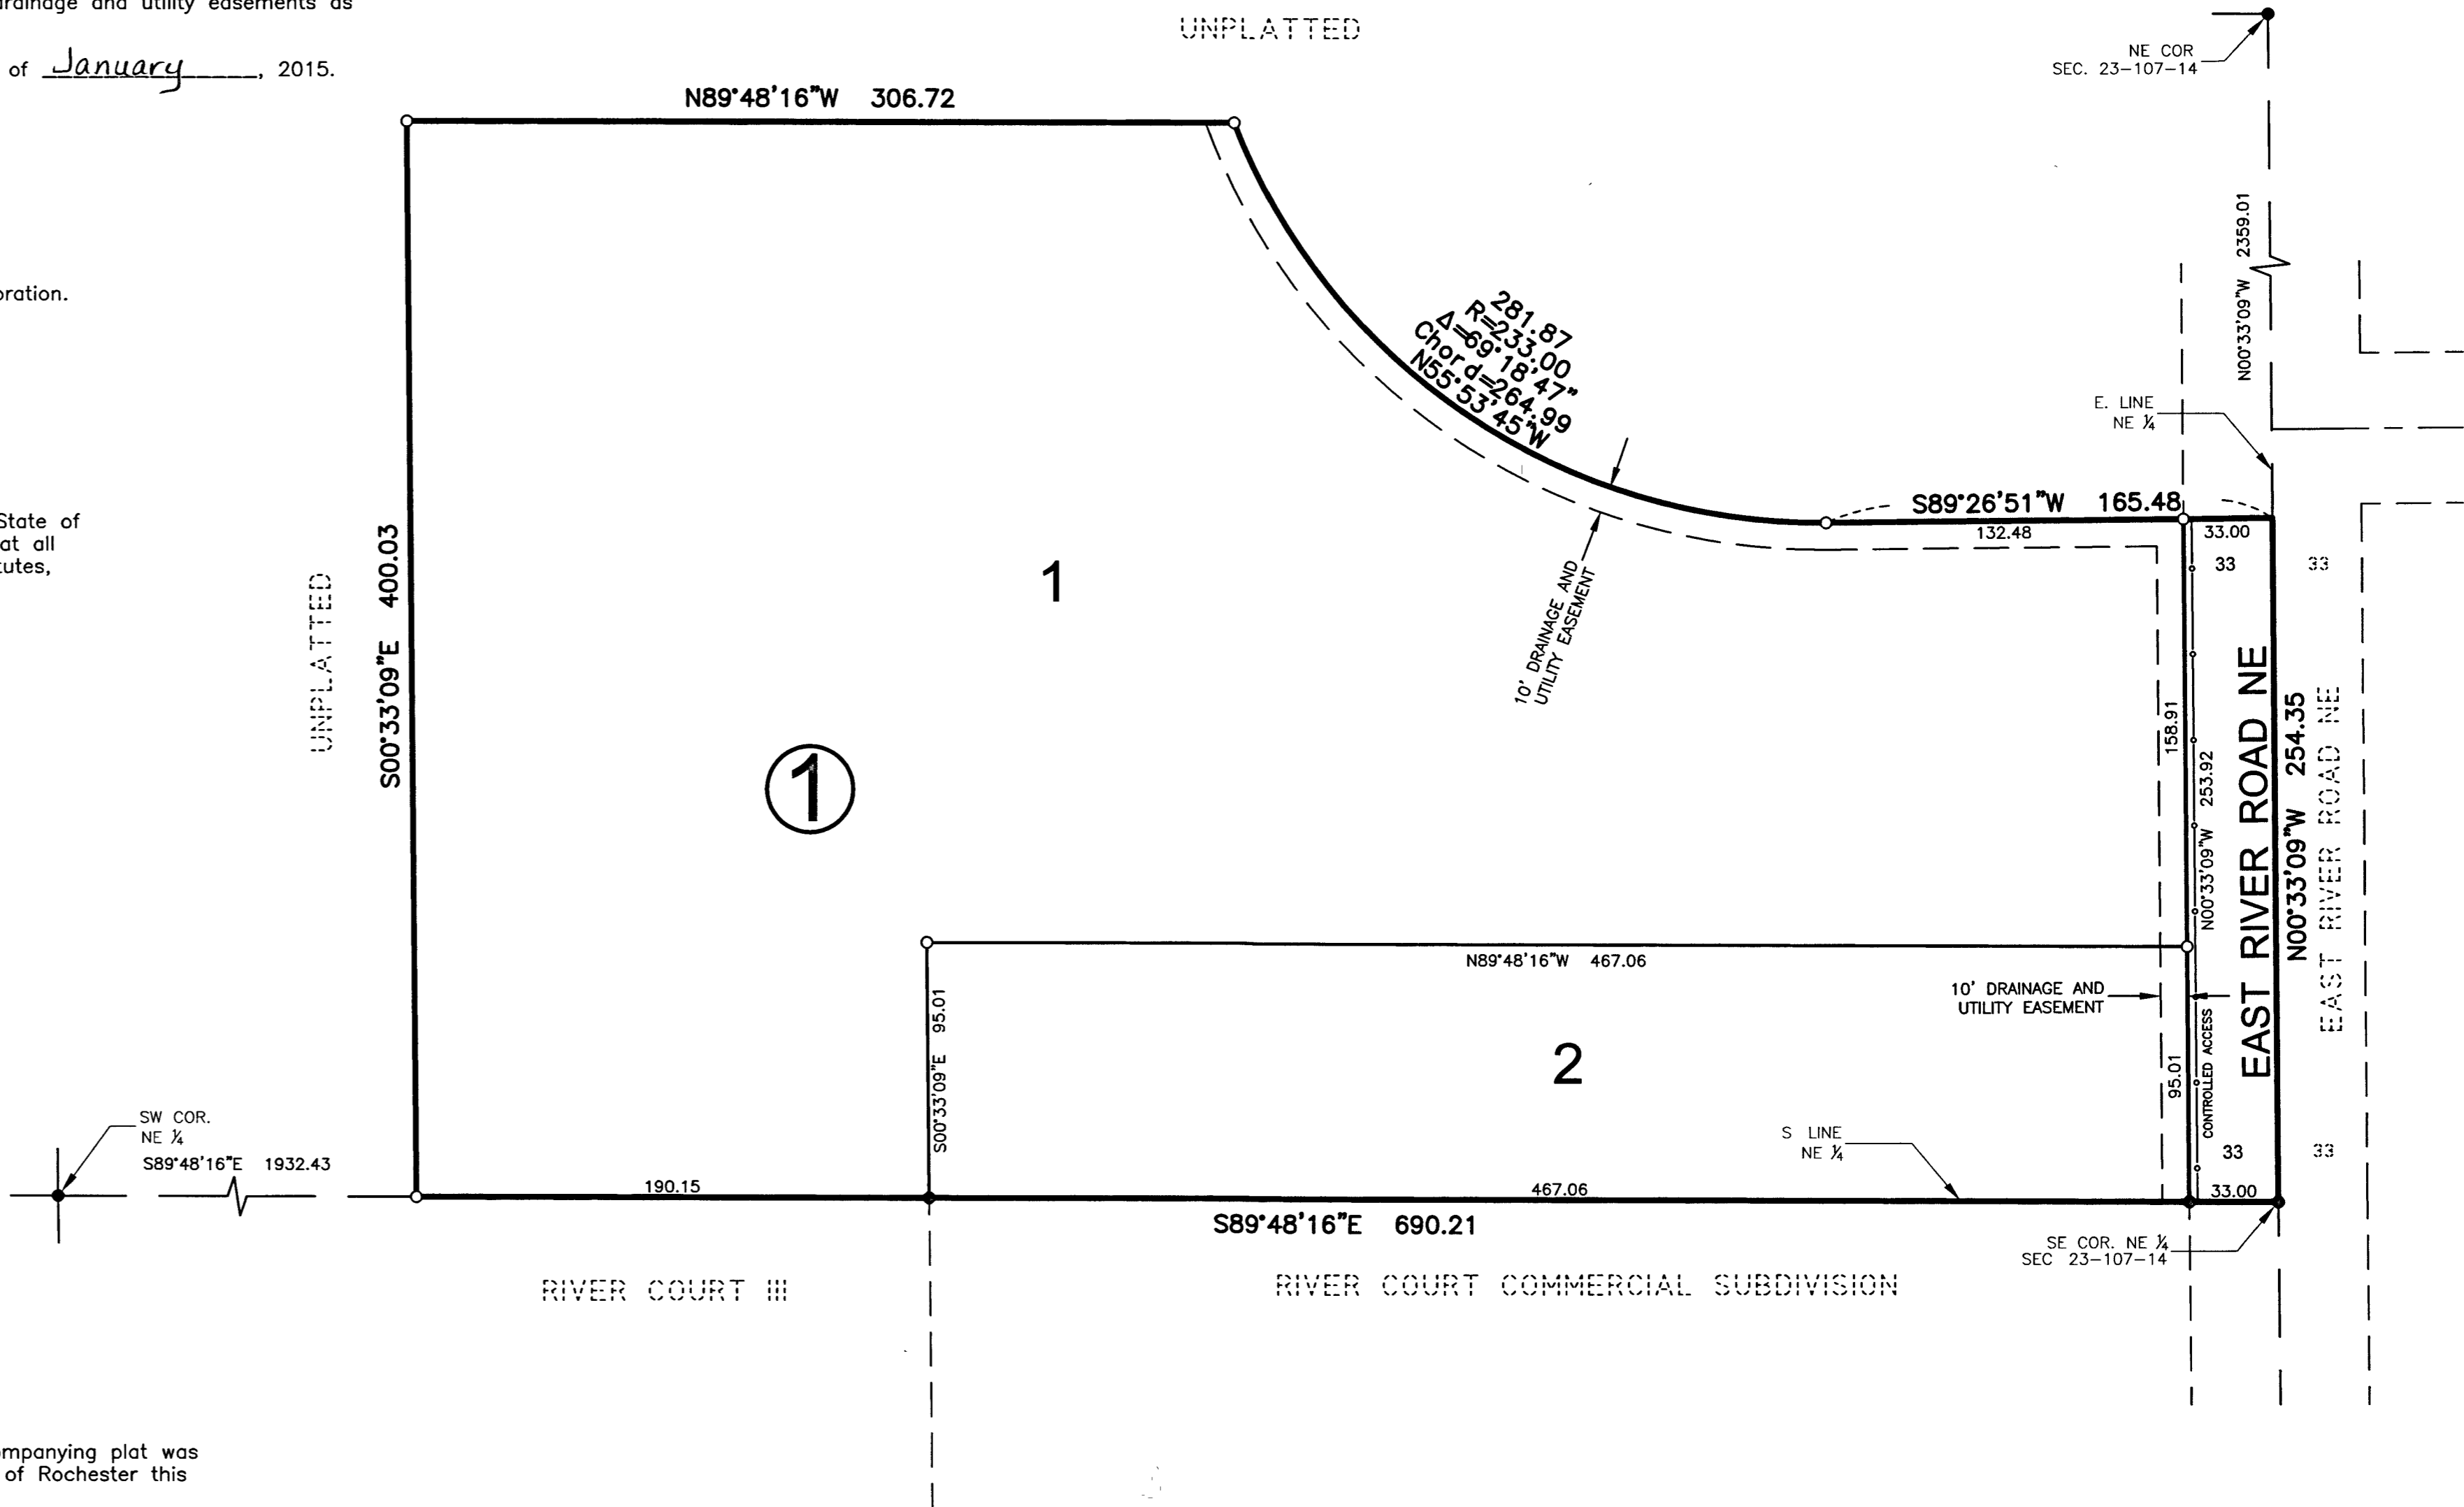 drainage and utility easements as
of January, 2015.
UNPLATTED
NE COR
SEC. 23-107-14
N89°48'16"W 306.72
N00°33'09"W 2359.01
oration.
281.87
R=233.00
Δ=69°18'47"
Chord=264.99
N55°53'45"W
E. LINE
NE ¼
S89°26'51"W 165.48
132.48
33.00
33
33
State of
at all
tutes,
UNPLATTED
S00°33'09"E 400.03
1
10' DRAINAGE AND
UTILITY EASEMENT
1
158.91
N00°33'09"W 253.92
EAST RIVER ROAD NE
N00°33'09"W 254.35
EAST RIVER ROAD NE
N89°48'16"W 467.06
S00°33'09"E 95.01
10' DRAINAGE AND
UTILITY EASEMENT
2
95.01
CONTROLLED ACCESS
SW COR.
NE ¼
S89°48'16"E 1932.43
S LINE
NE ¼
33
33
190.15
467.06
33.00
S89°48'16"E 690.21
SE COR. NE ¼
SEC 23-107-14
RIVER COURT III
RIVER COURT COMMERCIAL SUBDIVISION
ompanying plat was
of Rochester this